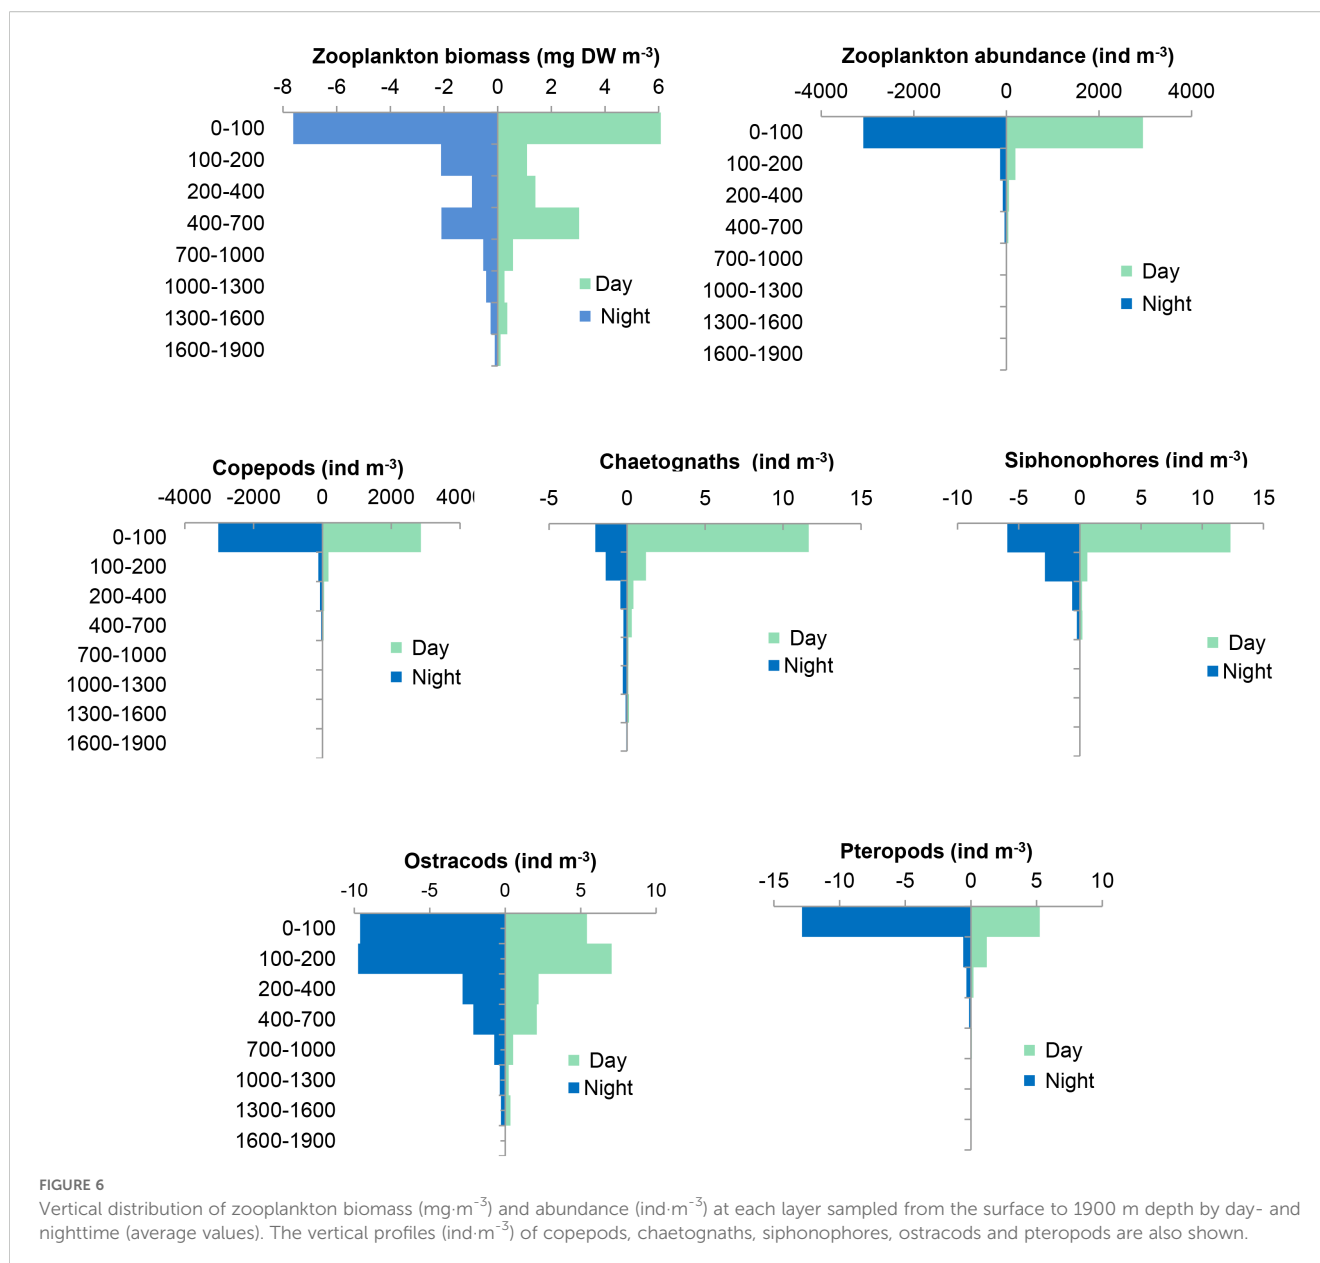 Zooplankton biomass (mg DW m-3)
-8 -6 -4 -2 0 2 4 6
0-100
100-200
200-400
400-700
700-1000
1000-1300
1300-1600
1600-1900
Day
Night
Zooplankton abundance (ind m-3)
-4000 -2000 0 2000 4000
0-100
100-200
200-400
400-700
700-1000
1000-1300
1300-1600
1600-1900
Day
Night
Copepods (ind m-3)
-4000 -2000 0 2000 400
0-100
100-200
200-400
400-700
700-1000
1000-1300
1300-1600
1600-1900
Day
Night
Chaetognaths (ind m-3)
-5 0 5 10 15
Day
Night
Siphonophores (ind m-3)
-10 -5 0 5 10 15
Day
Night
Ostracods (ind m-3)
-10 -5 0 5 10
0-100
100-200
200-400
400-700
700-1000
1000-1300
1300-1600
1600-1900
Day
Night
Pteropods (ind m-3)
-15 -10 -5 0 5 10
Day
Night
FIGURE 6
Vertical distribution of zooplankton biomass (mg·m-3) and abundance (ind·m-3) at each layer sampled from the surface to 1900 m depth by day- and
nighttime (average values). The vertical profiles (ind·m-3) of copepods, chaetognaths, siphonophores, ostracods and pteropods are also shown.